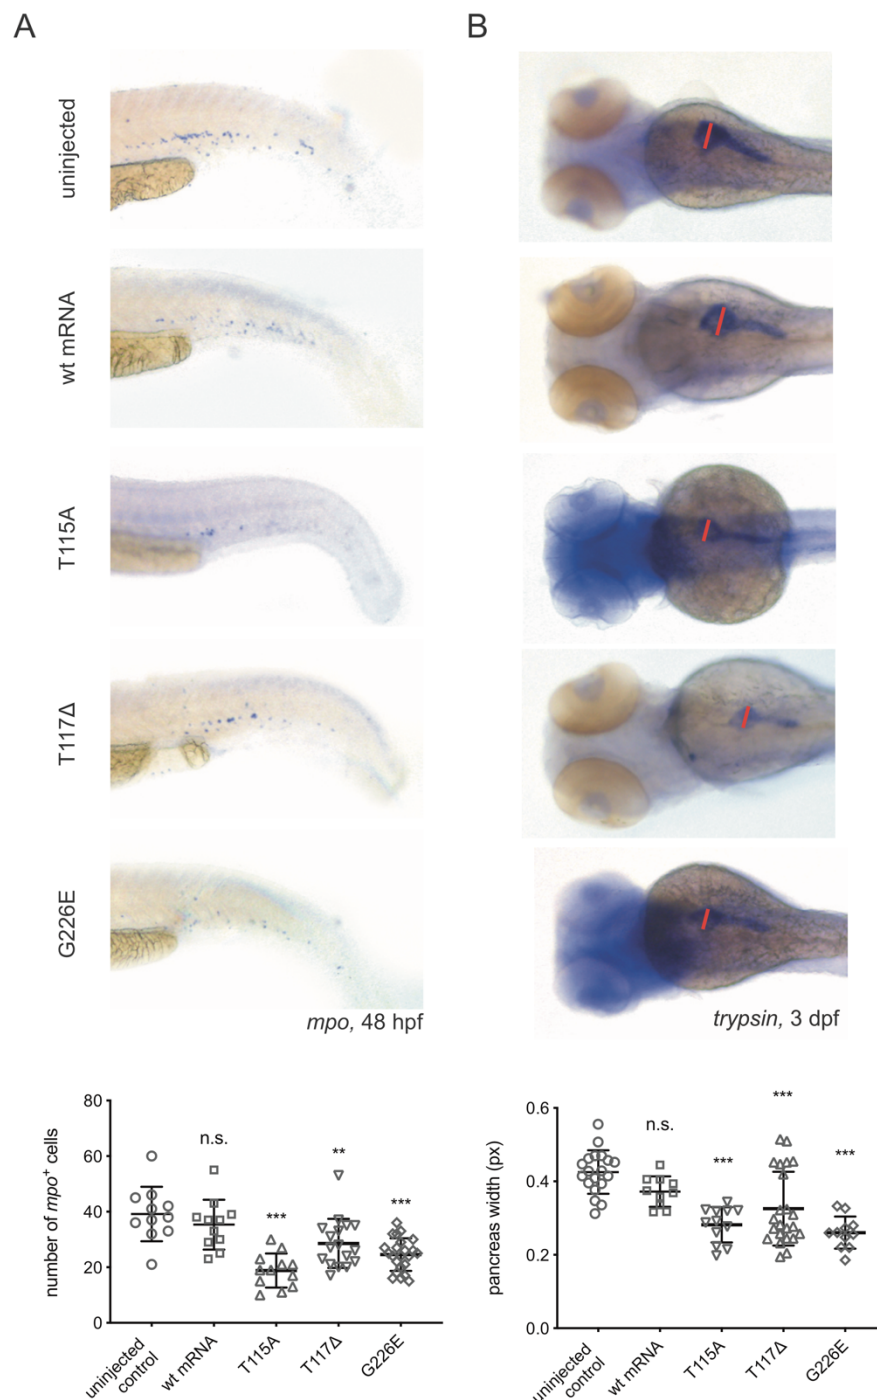 A
B
uninjected
wt mRNA
T115A
T117Δ
G226E
mpo, 48 hpf
trypsin, 3 dpf
number of mpo⁺ cells
80
60
40
20
0
n.s.
***
**
***
uninjected
control
wt mRNA
T115A
T117Δ
G226E
pancreas width (px)
0.6
0.4
0.2
0.0
n.s.
***
***
***
uninjected
control
wt mRNA
T115A
T117Δ
G226E